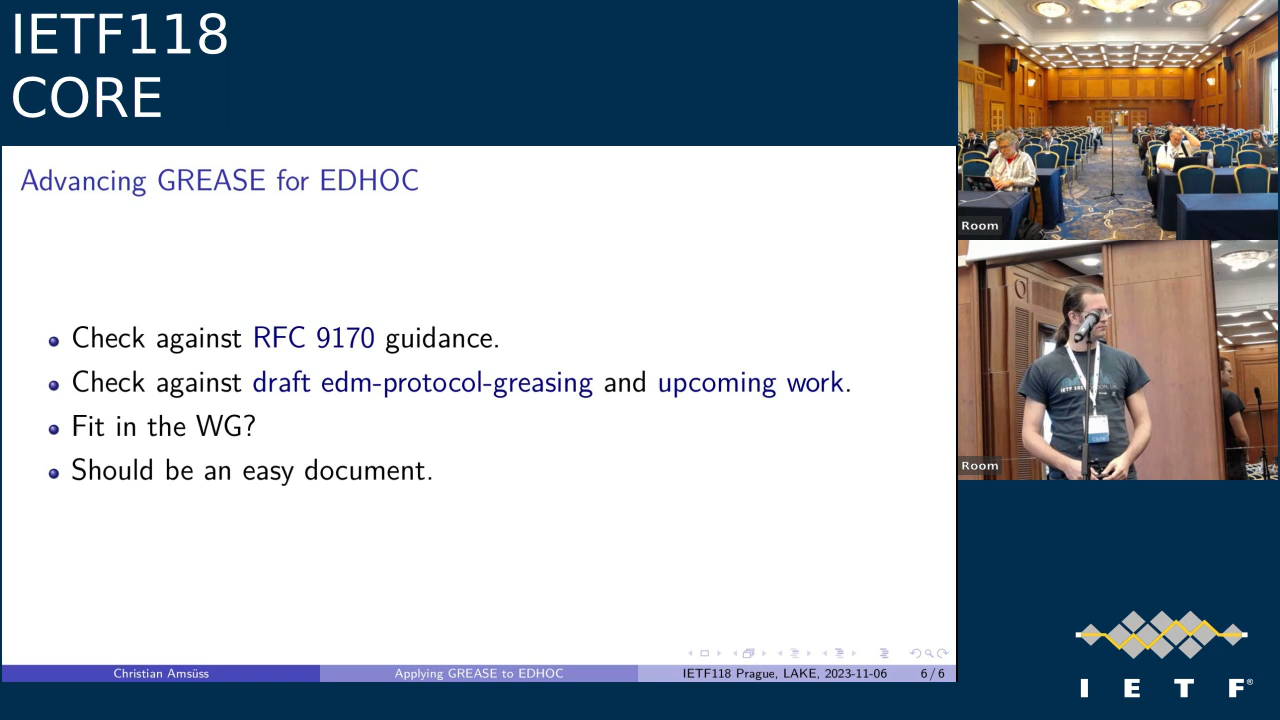 IETF118
CORE
Advancing GREASE for EDHOC
Check against RFC 9170 guidance.
Check against draft edm-protocol-greasing and upcoming work.
Fit in the WG?
Should be an easy document.
Christian Amsüss
Applying GREASE to EDHOC
IETF118 Prague, LAKE, 2023-11-06
6 / 6
Room
Room
I E T F®